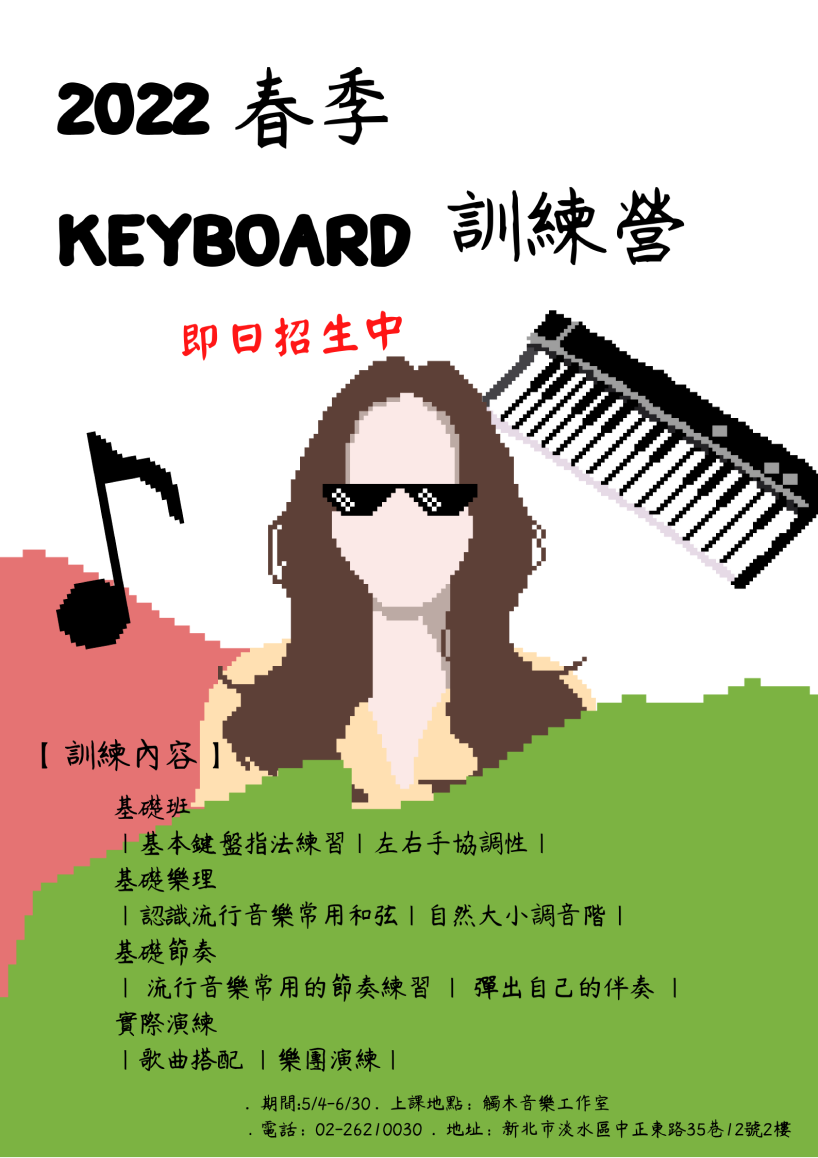 2022 春季
KEYBOARD 訓練營
即日招生中
【 訓練內容 】
基礎班
| 基本鍵盤指法練習 | 左右手協調性 |
基礎樂理
| 認識流行音樂常用和弦 | 自然大小調音階 |
基礎節奏
| 流行音樂常用的節奏練習 | 彈出自己的伴奏 |
實際演練
| 歌曲搭配 | 樂團演練 |
. 期間:5/4-6/30 . 上課地點：觸木音樂工作室
. 電話：02-26210030 . 地址：新北市淡水區中正東路35巷12號2樓